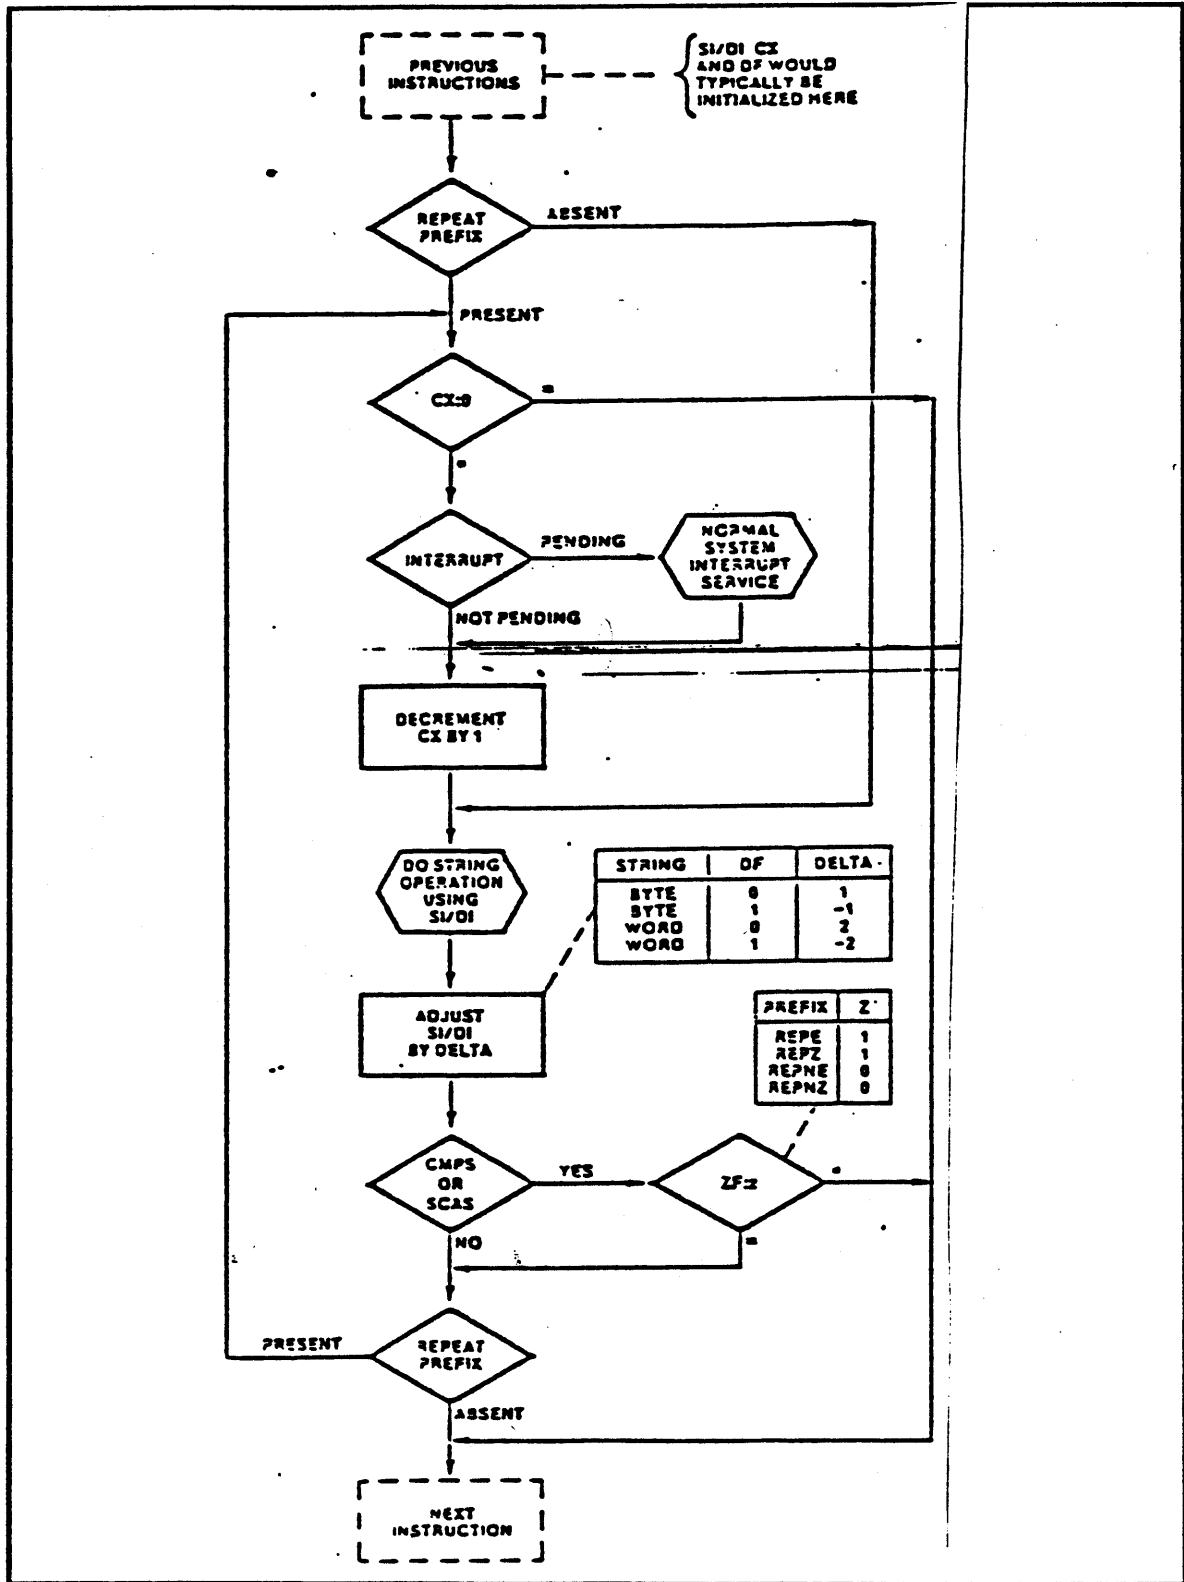 PREVIOUS
INSTRUCTIONS
SI/DI CX
AND DF WOULD
TYPICALLY BE
INITIALIZED HERE
REPEAT
PREFIX
ABSENT
PRESENT
CX:0
=
INTERRUPT
PENDING
NORMAL
SYSTEM
INTERRUPT
SERVICE
NOT PENDING
DECREMENT
CX BY 1
DO STRING
OPERATION
USING
SI/DI
STRING DF DELTA
BYTE 0 1
BYTE 1 -1
WORD 0 2
WORD 1 -2
ADJUST
SI/DI
BY DELTA
PREFIX Z
REPE 1
REPZ 1
REPNE 0
REPNZ 0
CMPS
OR
SCAS
YES
ZF:z
NO
=
REPEAT
PREFIX
PRESENT
ABSENT
NEXT
INSTRUCTION